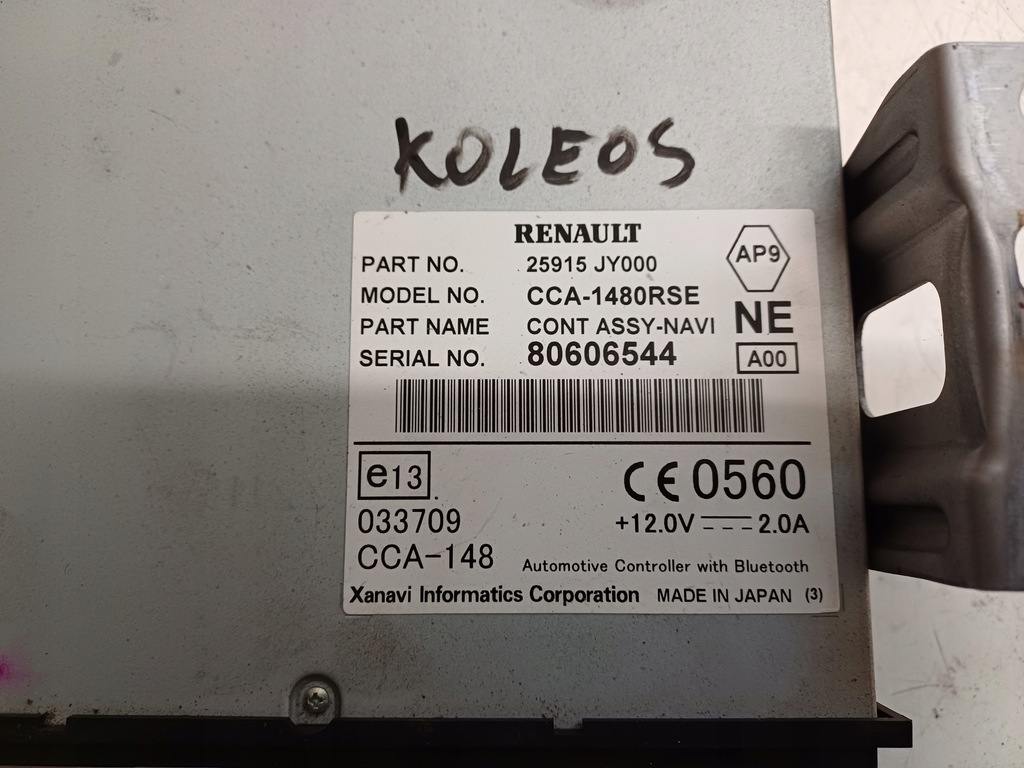 KOLEOS
RENAULT
AP9
PART NO. 25915 JY000
MODEL NO. CCA-1480RSE
PART NAME CONT ASSY-NAVI NE
SERIAL NO. 80606544 A00
e13 CE 0560
033709 +12.0V 2.0A
CCA-148 Automotive Controller with Bluetooth
Xanavi Informatics Corporation MADE IN JAPAN (3)